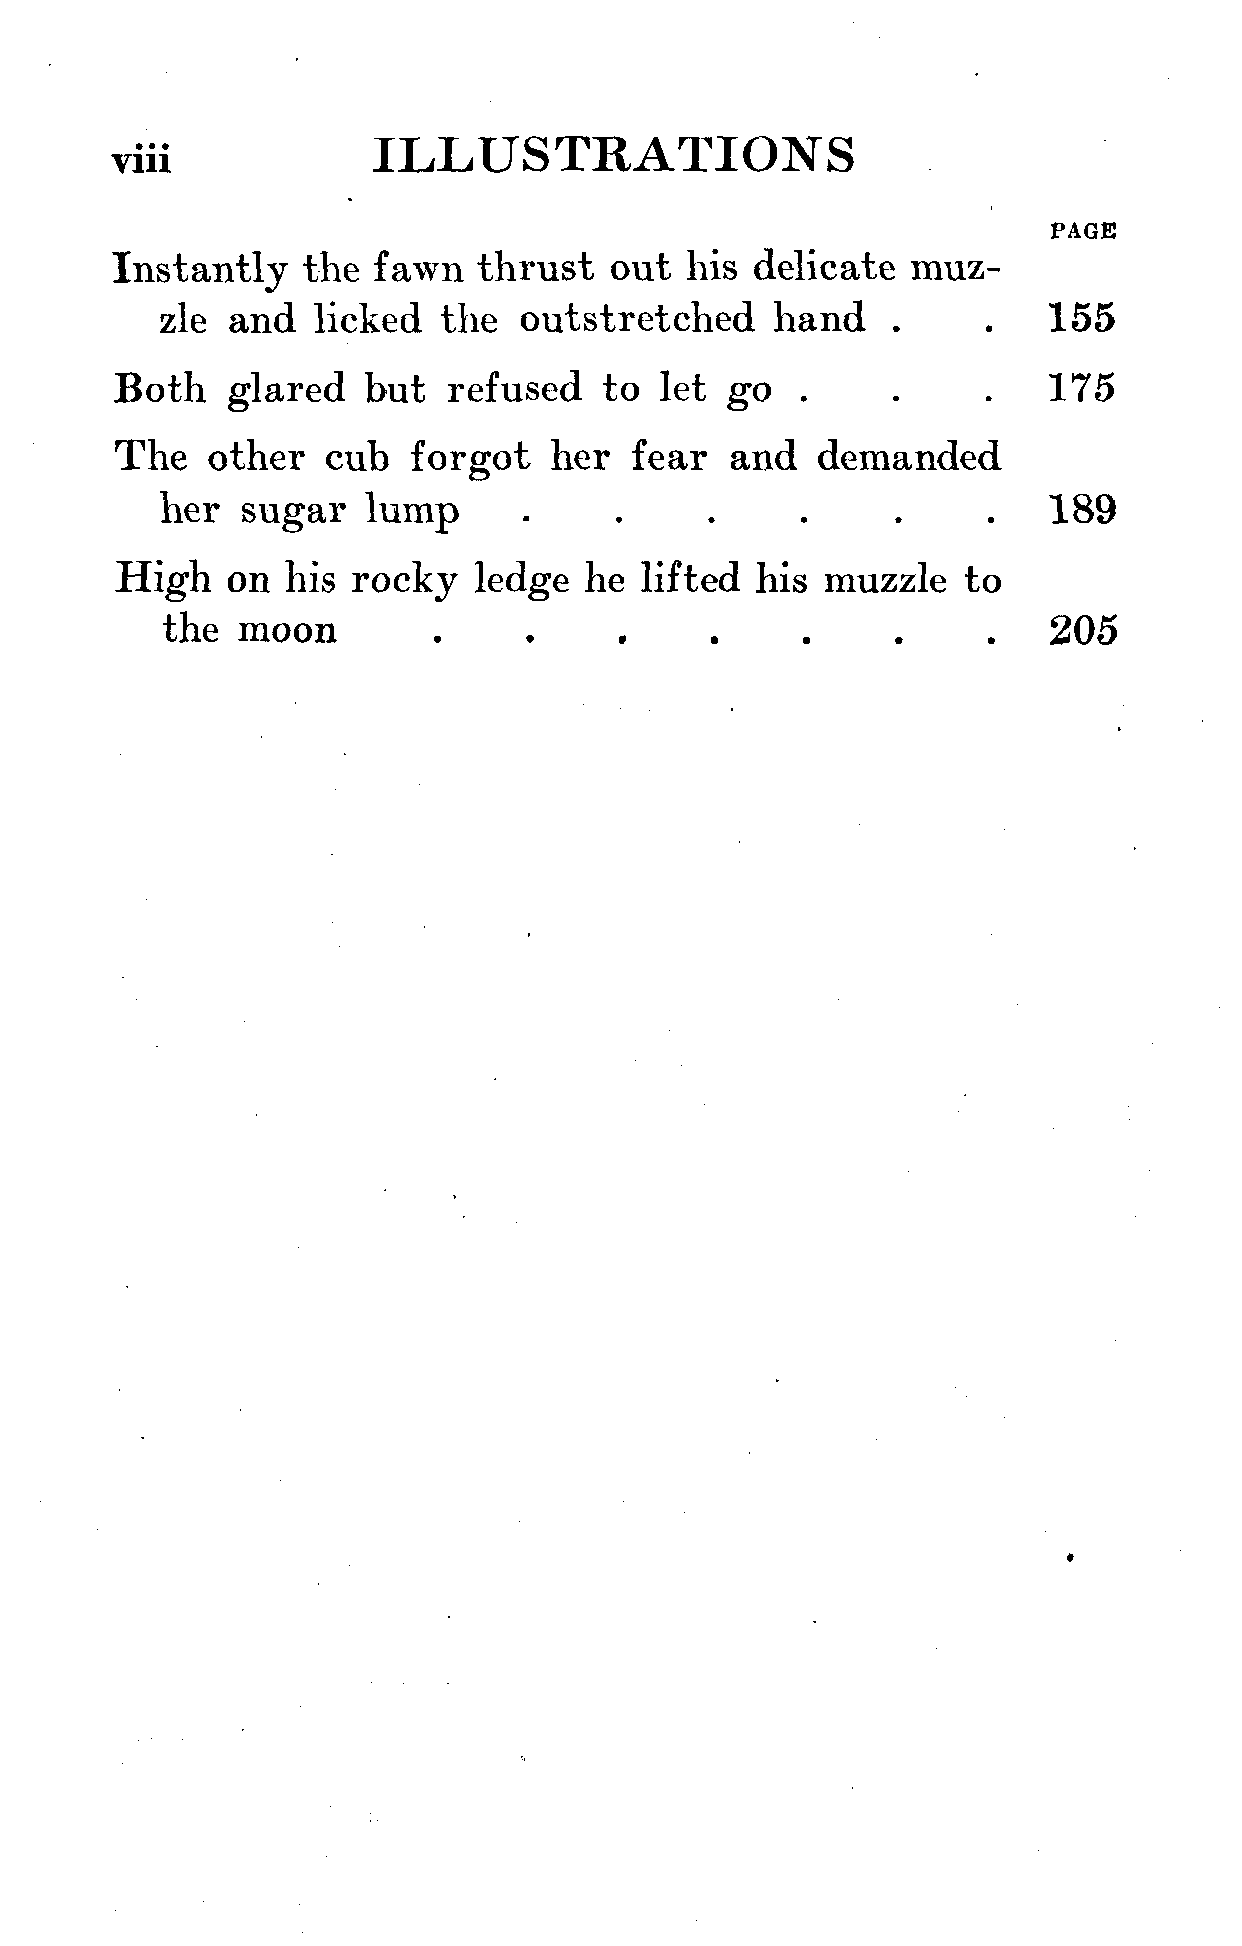 viii ILLUSTRATIONS
PAGE
Instantly the fawn thrust out his delicate muz-
zle and licked the outstretched hand . . 155
Both glared but refused to let go . . . 175
The other cub forgot her fear and demanded
her sugar lump . . . . . . 189
High on his rocky ledge he lifted his muzzle to
the moon . . . . . . . 205